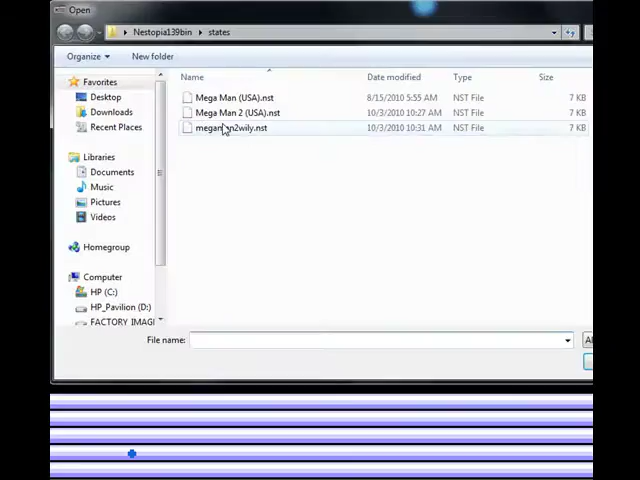 Open
Nestopia139bin states
Organize New folder
Name Date modified Type Size
Favorites
Desktop
Downloads
Recent Places
Libraries
Documents
Music
Pictures
Videos
Homegroup
Computer
HP (C:)
HP_Pavilion (D:)
FACTORY IMAGI
Mega Man (USA).nst 8/15/2010 5:55 AM NST File 7 KB
Mega Man 2 (USA).nst 10/3/2010 10:27 AM NST File 7 KB
10/3/2010 10:31 AM NST File 7 KB
File name: